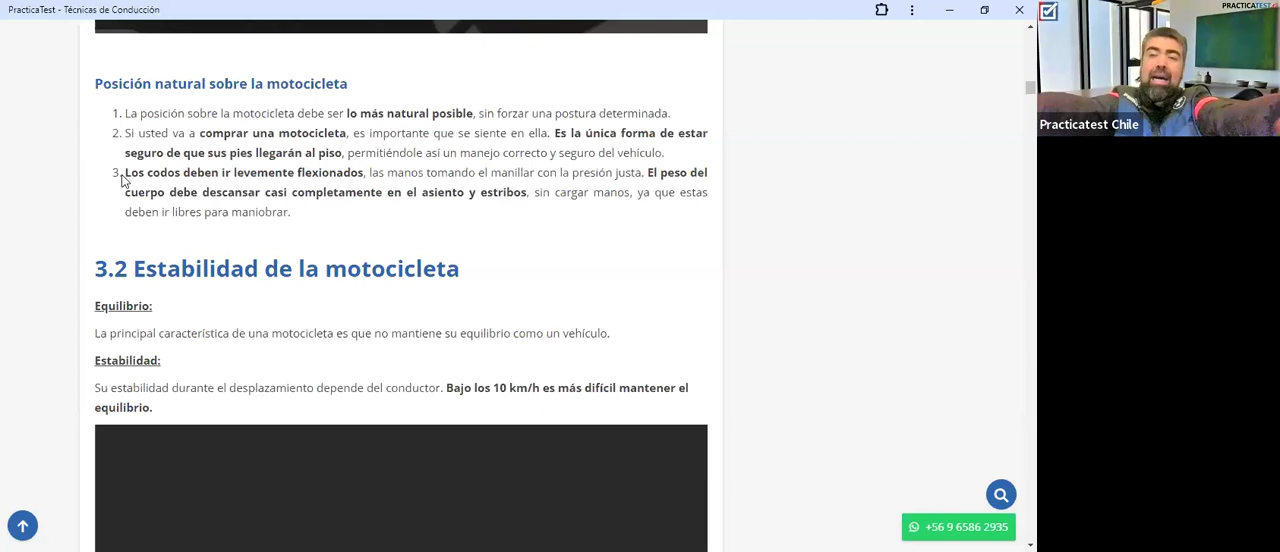 PracticaTest - Técnicas de Conducción
PRACTICATEST
Practicatest Chile
Posición natural sobre la motocicleta
1. La posición sobre la motocicleta debe ser lo más natural posible, sin forzar una postura determinada.
2. Si usted va a comprar una motocicleta, es importante que se siente en ella. Es la única forma de estar
seguro de que sus pies llegarán al piso, permitiéndole así un manejo correcto y seguro del vehículo.
3. Los codos deben ir levemente flexionados, las manos tomando el manillar con la presión justa. El peso del
cuerpo debe descansar casi completamente en el asiento y estribos, sin cargar manos, ya que estas
deben ir libres para maniobrar.
3.2 Estabilidad de la motocicleta
Equilibrio:
La principal característica de una motocicleta es que no mantiene su equilibrio como un vehículo.
Estabilidad:
Su estabilidad durante el desplazamiento depende del conductor. Bajo los 10 km/h es más difícil mantener el
equilibrio.
+56 9 6586 2935